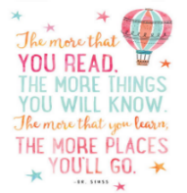 The more that
YOU READ,
THE MORE THINGS
YOU WILL KNOW.
The more that you learn,
THE MORE PLACES
YOU'LL GO.
-DR. SEUSS